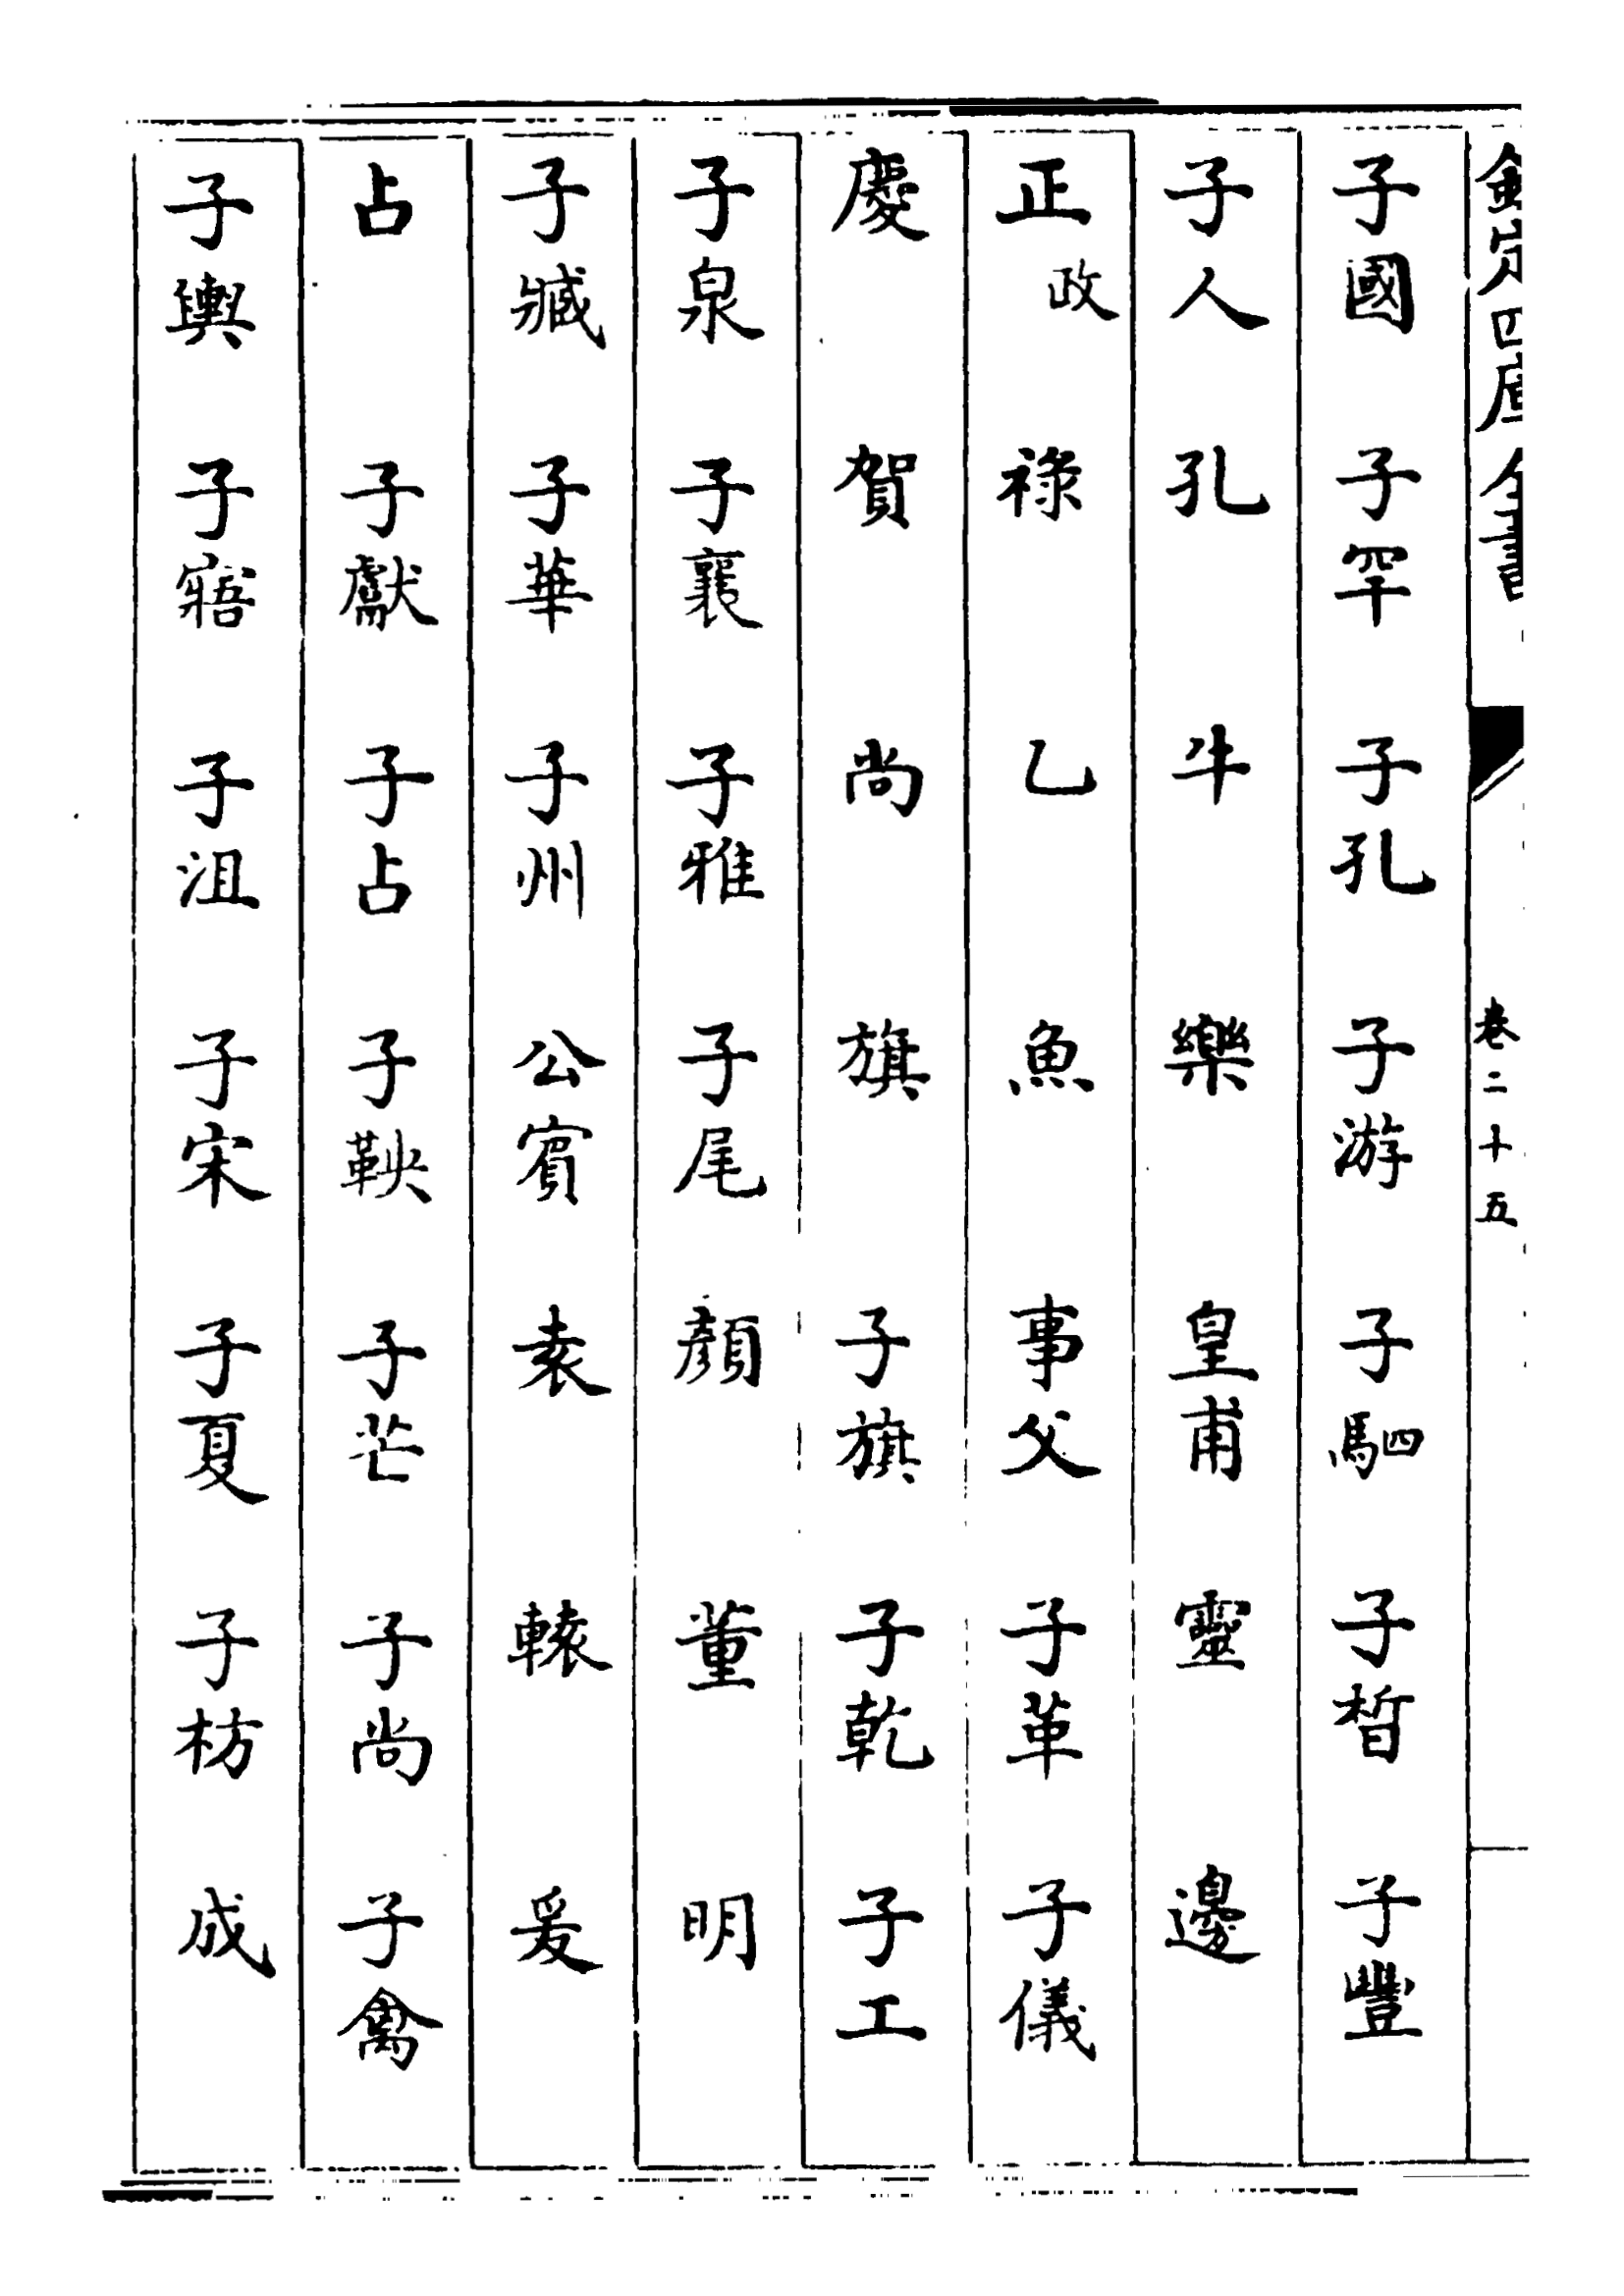 欽定四庫全書
卷二十五
子國 子罕 子孔 子游 子駟 子晳 子豐
子人 孔 牛 樂 皇甫 靈 邊
正政 祿 乙 魚 事父 子革 子儀
慶 賀 尚 旗 子旗 子乾 子工
子泉 子襄 子雅 子尾 顏 董 明
子臧 子華 子州 公賓 袁 轅 爰
占 子獻 子占 子鞅 子芒 子尚 子禽
子輿 子寤 子沮 子宋 子夏 子枋 成